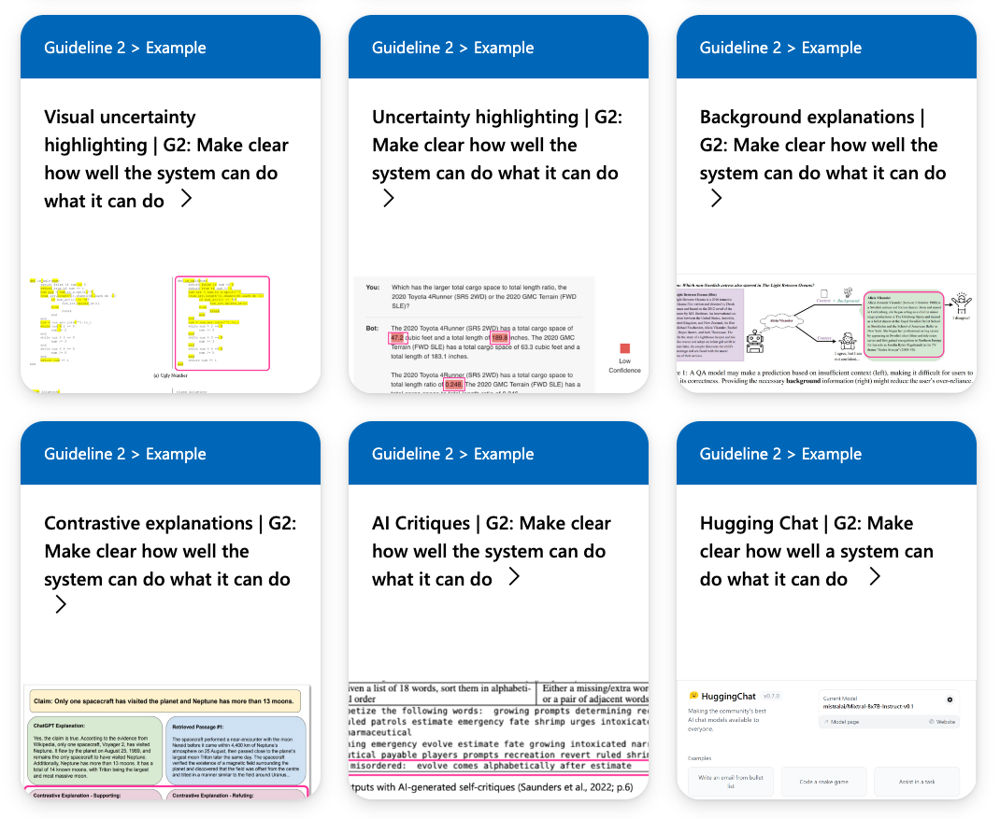 Guideline 2 > Example
Visual uncertainty
highlighting | G2: Make clear
how well the system can do
what it can do
(a) Ugly Number
Guideline 2 > Example
Uncertainty highlighting | G2:
Make clear how well the
system can do what it can do
You: Which has the larger total cargo space to total length ratio, the
2020 Toyota 4Runner (SR5 2WD) or the 2020 GMC Terrain (FWD
SLE)?
Bot: The 2020 Toyota 4Runner (SR5 2WD) has a total cargo space of
47.2 cubic feet and a total length of 189.8 inches. The 2020 GMC
Terrain (FWD SLE) has a cargo space of 63.3 cubic feet and a
total length of 183.1 inches.
The 2020 Toyota 4Runner (SR5 2WD) has a total cargo space to
total length ratio of 0.248. The 2020 GMC Terrain (FWD SLE) has a
Low
Confidence
Guideline 2 > Example
Background explanations |
G2: Make clear how well the
system can do what it can do
Which non-Swedish actress also starred in The Light Between Oceans?
Alicia Vikander
Context + Background
Context
I agree, but I am
not confident...
Alicia Vikander
I disagree!
e 1: A QA model may make a prediction based on insufficient context (left), making it difficult for users to
its correctness. Providing the necessary background information (right) might reduce the user's over-reliance.
Guideline 2 > Example
Contrastive explanations | G2:
Make clear how well the
system can do what it can do
Claim: Only one spacecraft has visited the planet and Neptune has more than 13 moons.
ChatGPT Explanation:
Yes, the claim is true. According to the evidence from
Wikipedia, only one spacecraft, Voyager 2, has visited
Neptune. It flew by the planet on August 25, 1989, and
remains the only spacecraft to have visited Neptune.
Additionally, Neptune has more than 13 moons. It has a
total of 14 known moons, with Triton being the largest
and most massive moon.
Retrieved Passage #1:
The spacecraft performed a near-encounter with the moon
Nereid before it came within 4,400 km of Neptune's
atmosphere on 25 August, then passed close to the planet's
largest moon Triton later the same day. The spacecraft
verified the existence of a magnetic field surrounding the
planet and discovered that the field was offset from the centre
and tilted in a manner similar to the field around Uranus...
Contrastive Explanation - Supporting:
Contrastive Explanation - Refuting:
Guideline 2 > Example
AI Critiques | G2: Make clear
how well the system can do
what it can do
iven a list of 18 words, sort them in alphabeti-
l order
Either a missing/extra wor
or a pair of adjacent words
petize the following words: growing prompts determining re
led patrols estimate emergency fate shrimp urges intoxicate
maceutical
ning emergency evolve estimate fate growing intoxicated nar
tical payable players prompts recreation revert ruled shrim
misordered: evolve comes alphabetically after estimate
tputs with AI-generated self-critiques (Saunders et al., 2022; p.6)
Guideline 2 > Example
Hugging Chat | G2: Make
clear how well a system can
do what it can do
HuggingChat v0.7.0
Making the community's best
AI chat models available to
everyone.
Current Model
mistralai/Mixtral-8x7B-Instruct-v0.1
Model page
Website
Examples
Write an email from bullet
list
Code a snake game
Assist in a task